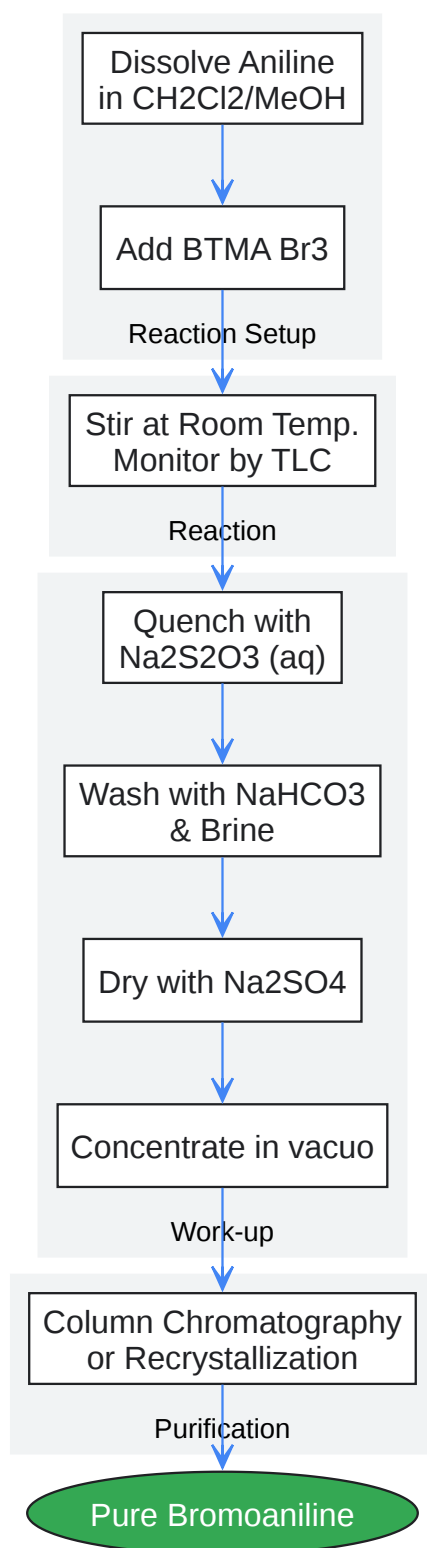 Dissolve Aniline
in CH2Cl2/MeOH
Add BTMA Br3
Reaction Setup
Stir at Room Temp.
Monitor by TLC
Reaction
Quench with
Na2S2O3 (aq)
Wash with NaHCO3
& Brine
Dry with Na2SO4
Concentrate in vacuo
Work-up
Column Chromatography
or Recrystallization
Purification
Pure Bromoaniline